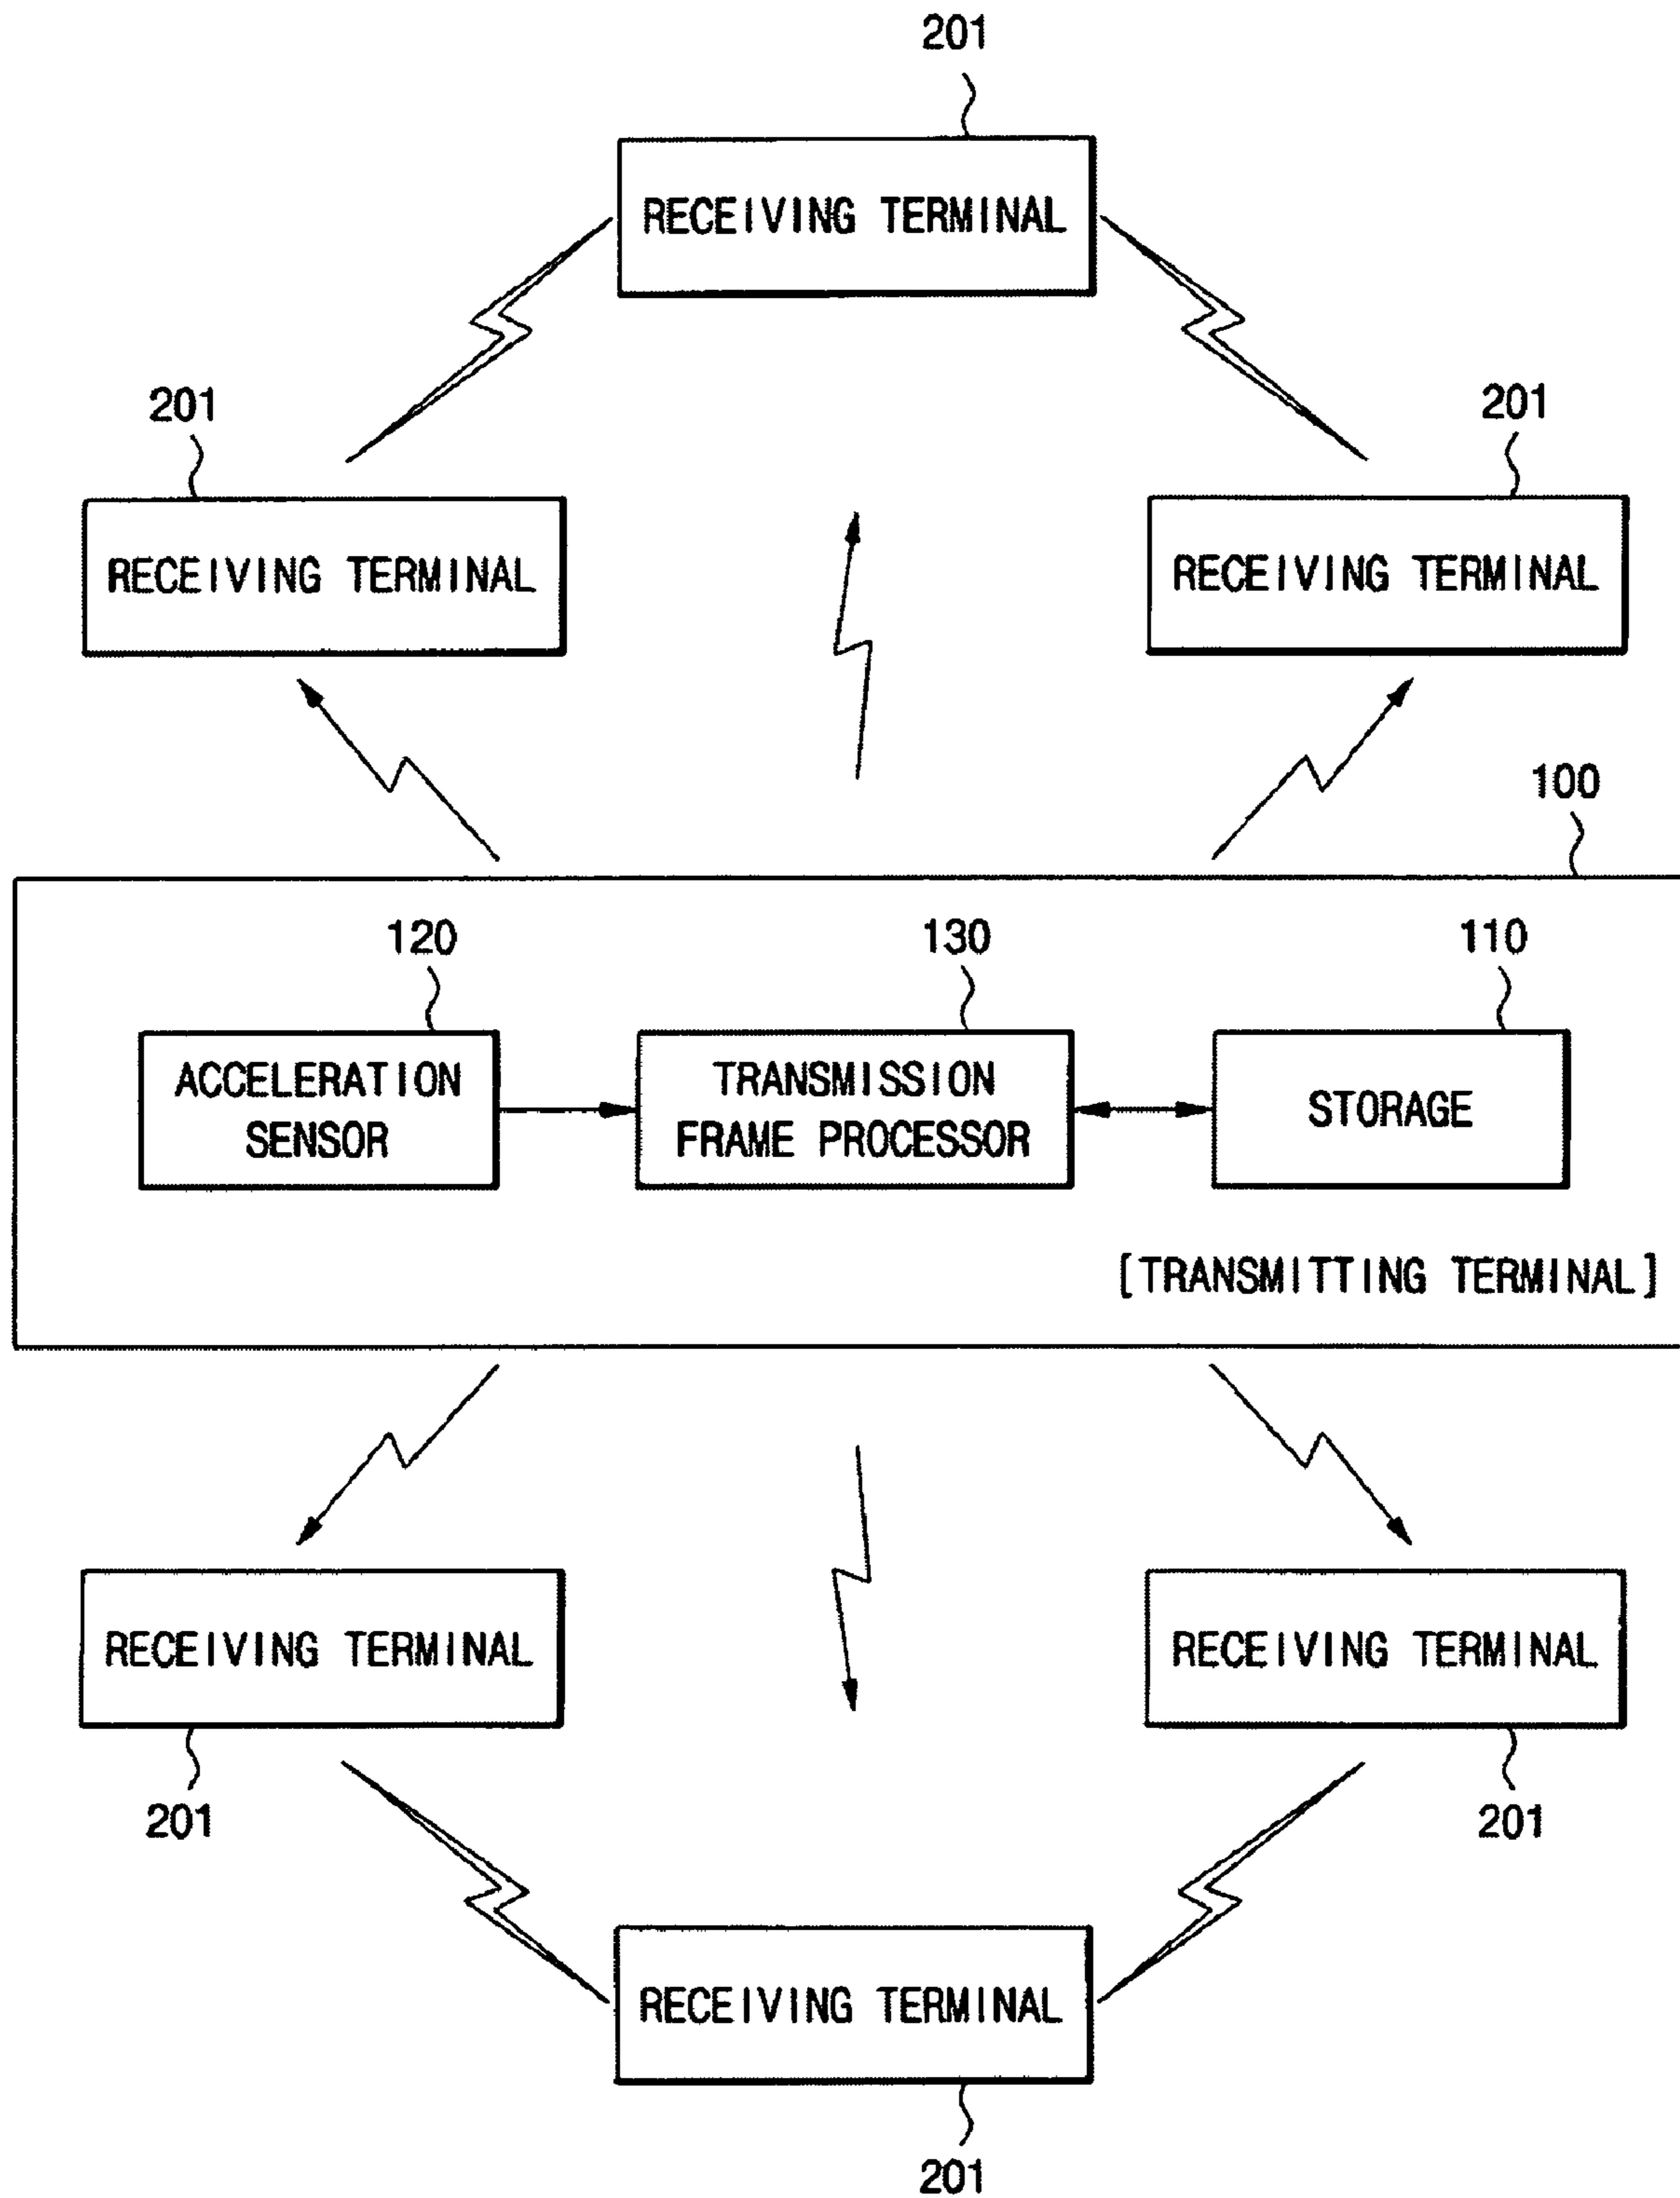 201
RECEIVING TERMINAL
201
201
RECEIVING TERMINAL
RECEIVING TERMINAL
100
120
130
110
ACCELERATION
SENSOR
TRANSMISSION
FRAME PROCESSOR
STORAGE
[TRANSMITTING TERMINAL]
RECEIVING TERMINAL
RECEIVING TERMINAL
201
201
RECEIVING TERMINAL
201